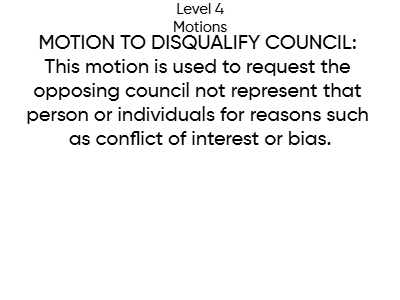 Level 4
Motions
MOTION TO DISQUALIFY COUNCIL:
This motion is used to request the
opposing council not represent that
person or individuals for reasons such
as conflict of interest or bias.